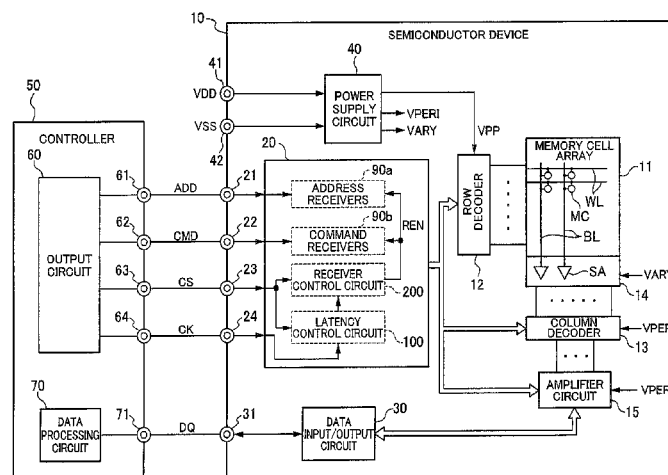 10
SEMICONDUCTOR DEVICE
50
CONTROLLER
60
OUTPUT
CIRCUIT
70
DATA
PROCESSING
CIRCUIT
61
62
63
64
71
ADD
CMD
CS
CK
DQ
41
VDD
VSS
42
21
22
23
24
31
40
POWER
SUPPLY
CIRCUIT
VPERI
VARY
VPP
20
90a
ADDRESS
RECEIVERS
90b
COMMAND
RECEIVERS
REN
RECEIVER
CONTROL CIRCUIT
200
LATENCY
CONTROL CIRCUIT
100
30
DATA
INPUT/OUTPUT
CIRCUIT
ROW
DECODER
12
MEMORY CELL
ARRAY
11
WL
MC
BL
SA
VARY
14
COLUMN
DECODER
VPERI
13
AMPLIFIER
CIRCUIT
VPERI
15